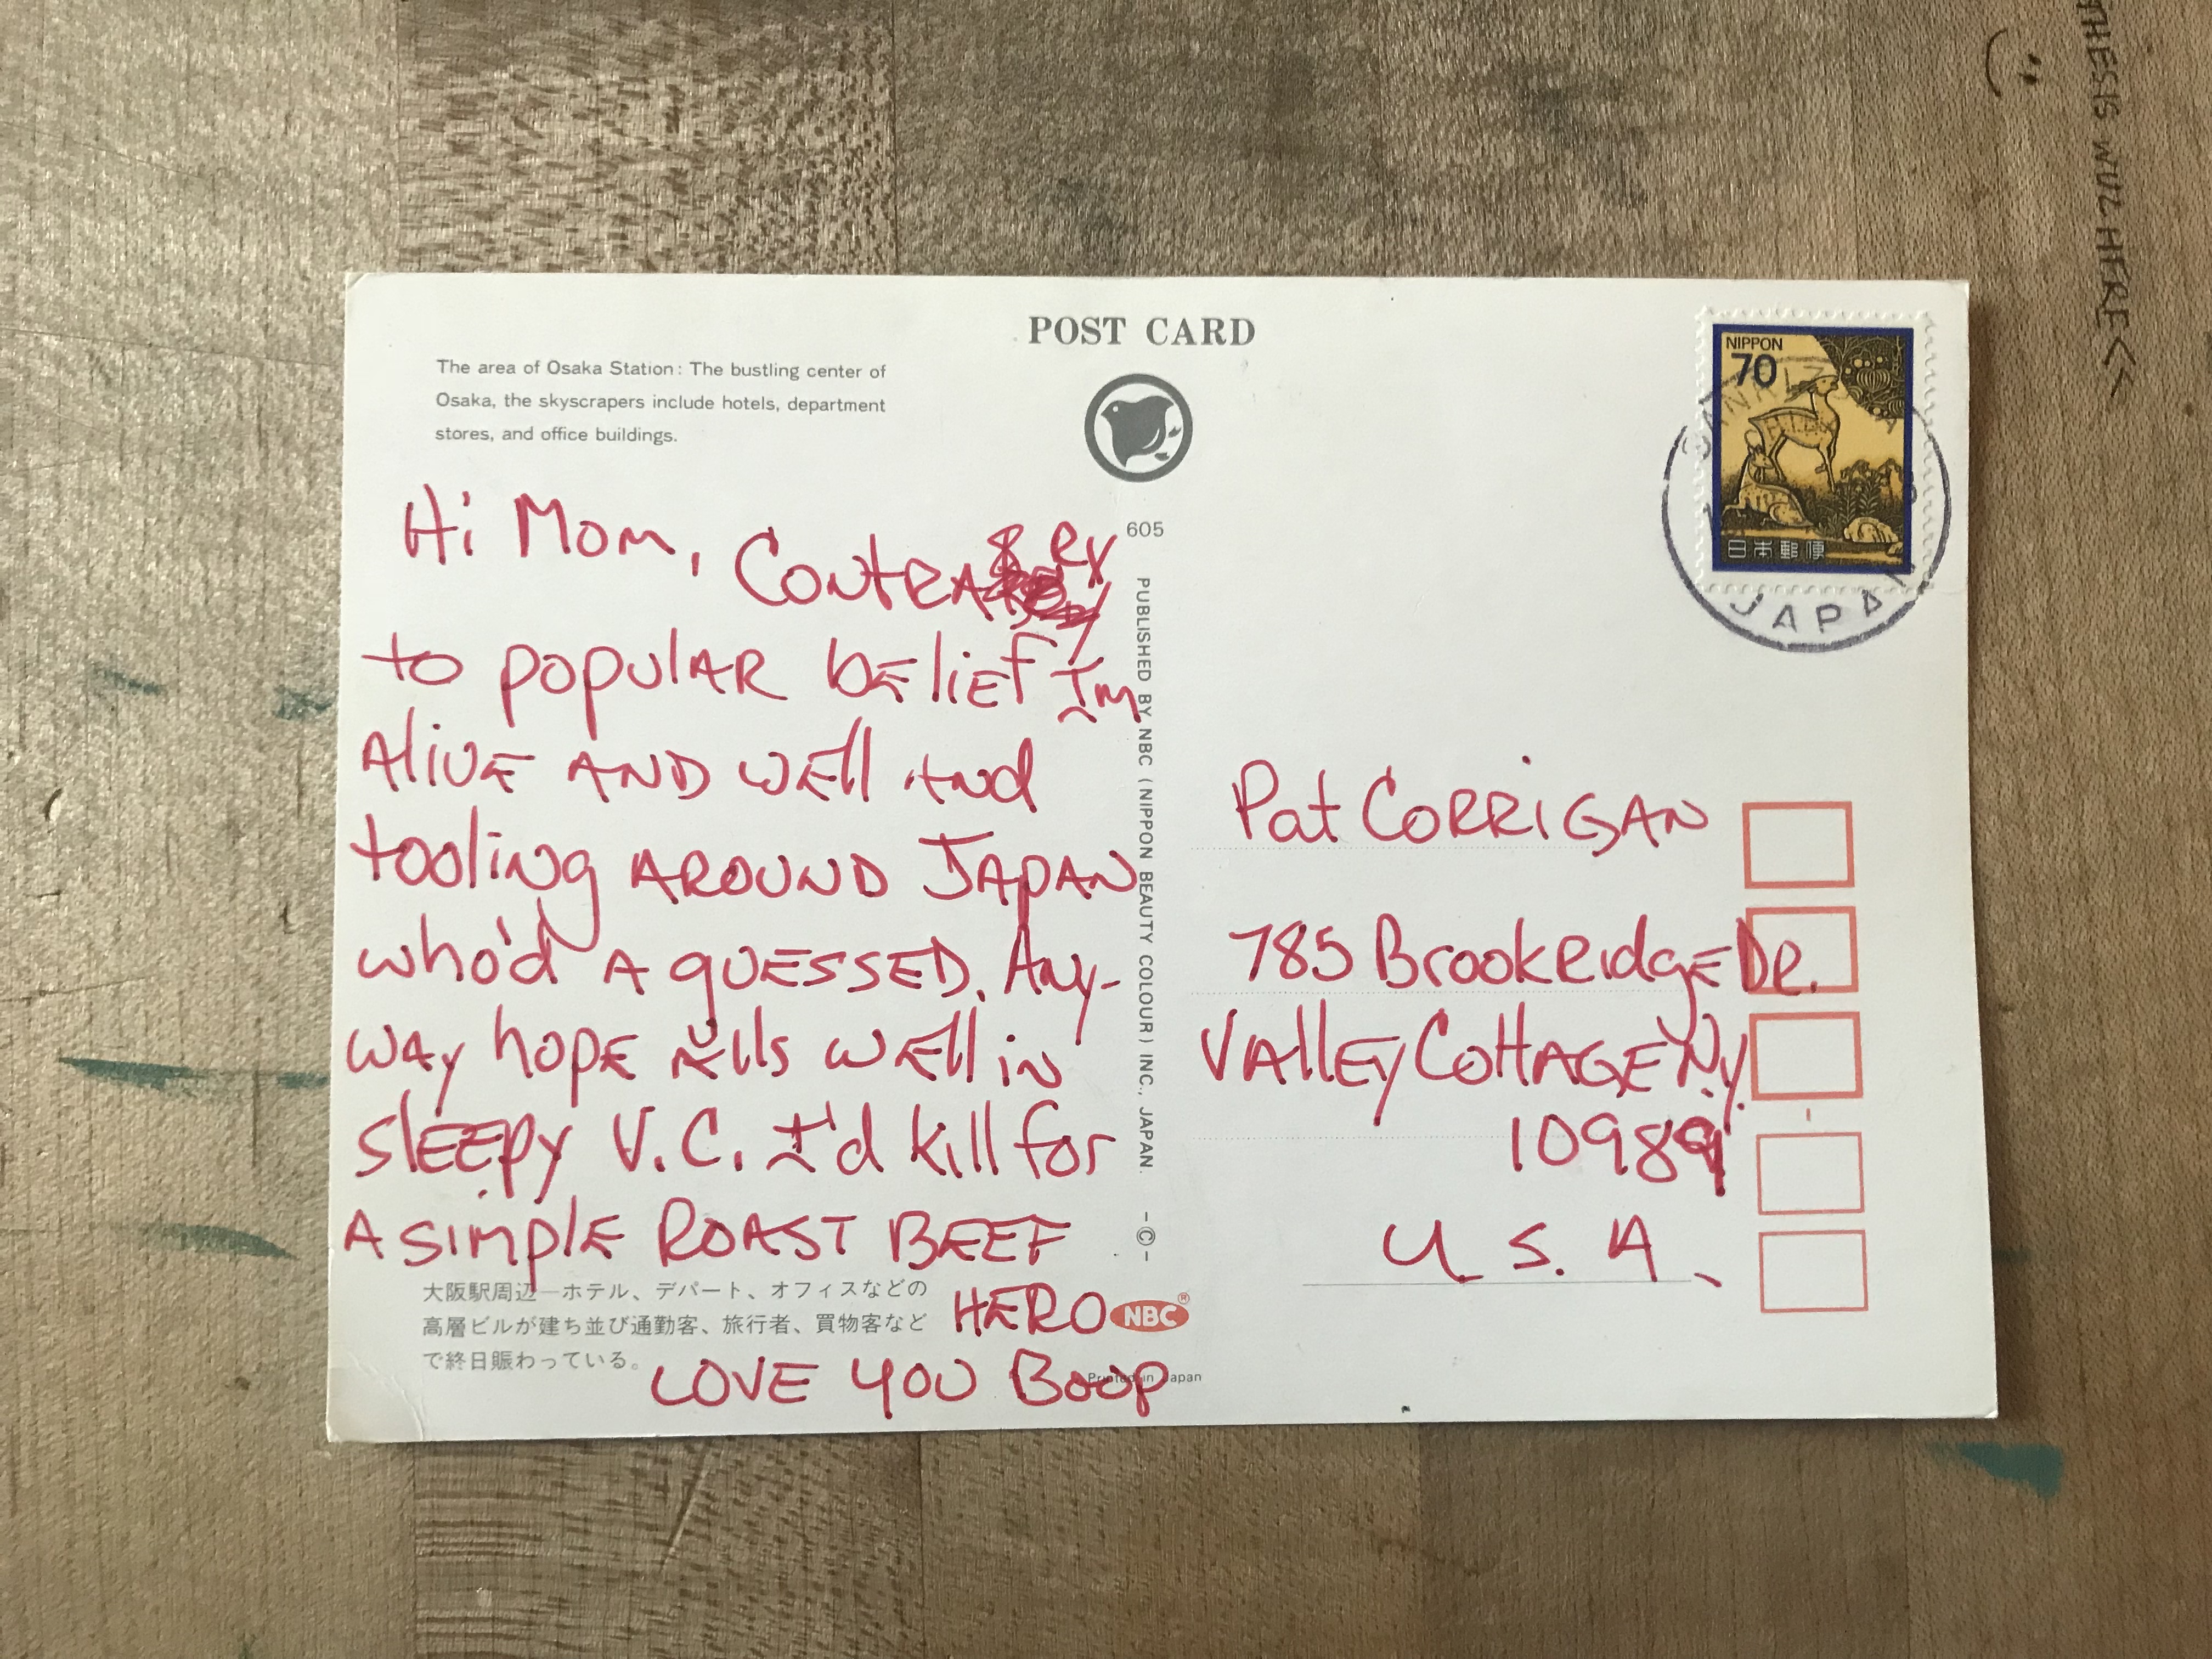 POST CARD
The area of Osaka Station: The bustling center of
Osaka, the skyscrapers include hotels, department
stores, and office buildings.
Hi Mom, Contrary
to popular belief I'm
Alive AND well And
tooling AROUND JAPAN
who'd A guessed. Any-
way hope alls well in
sleepy V.C. I'd kill for
A simple ROAST BEEF
HERO
LOVE YOU Boop
大阪駅周辺―ホテル、デパート、オフィスなどの
高層ビルが建ち並び通勤客、旅行者、買物客など
で終日賑わっている。
605
PUBLISHED BY NBC (NIPPON BEAUTY COLOUR) INC., JAPAN. -©-
NBC®
Printed in Japan
NIPPON
70
日本郵便
JAPAN
Pat CORRIGAN
785 Brookridge Dr.
Valley Cottage N.Y.
10989
U.S.A.
THESIS WUZ HERE<<
:)